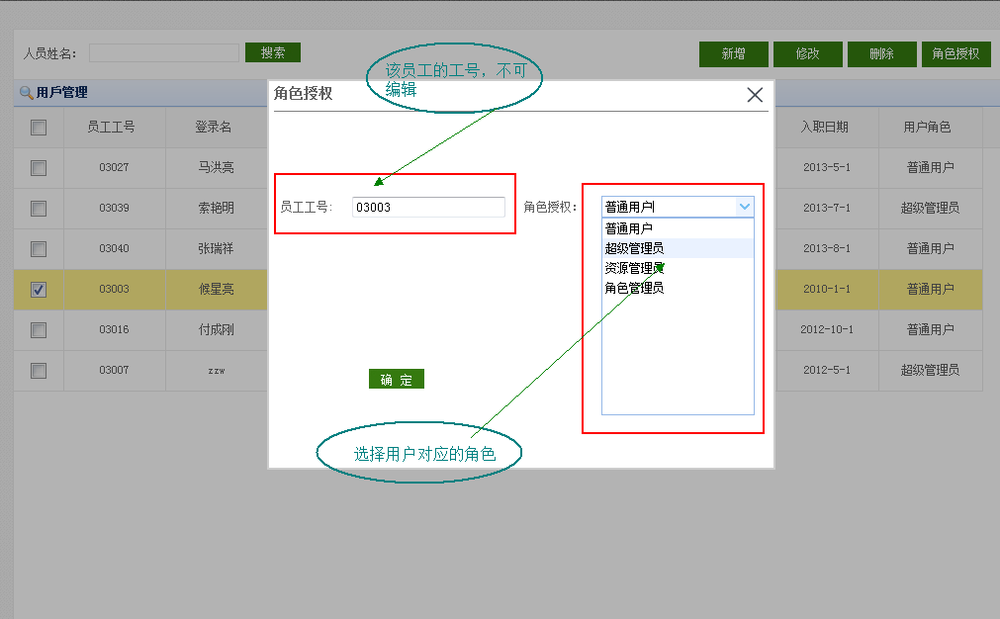 人员姓名:
搜索
新增
修改
删除
角色授权
该员工的工号，不可
编辑
用户管理
角色授权
员工工号
登录名
入职日期
用户角色
03027
马洪亮
2013-5-1
普通用户
03039
索艳明
2013-7-1
超级管理员
03040
张瑞祥
2013-8-1
普通用户
03003
候星亮
2010-1-1
普通用户
03016
付成刚
2012-10-1
普通用户
03007
zzw
2012-5-1
超级管理员
员工工号:
03003
角色授权:
普通用户
普通用户
超级管理员
资源管理员
角色管理员
确 定
选择用户对应的角色